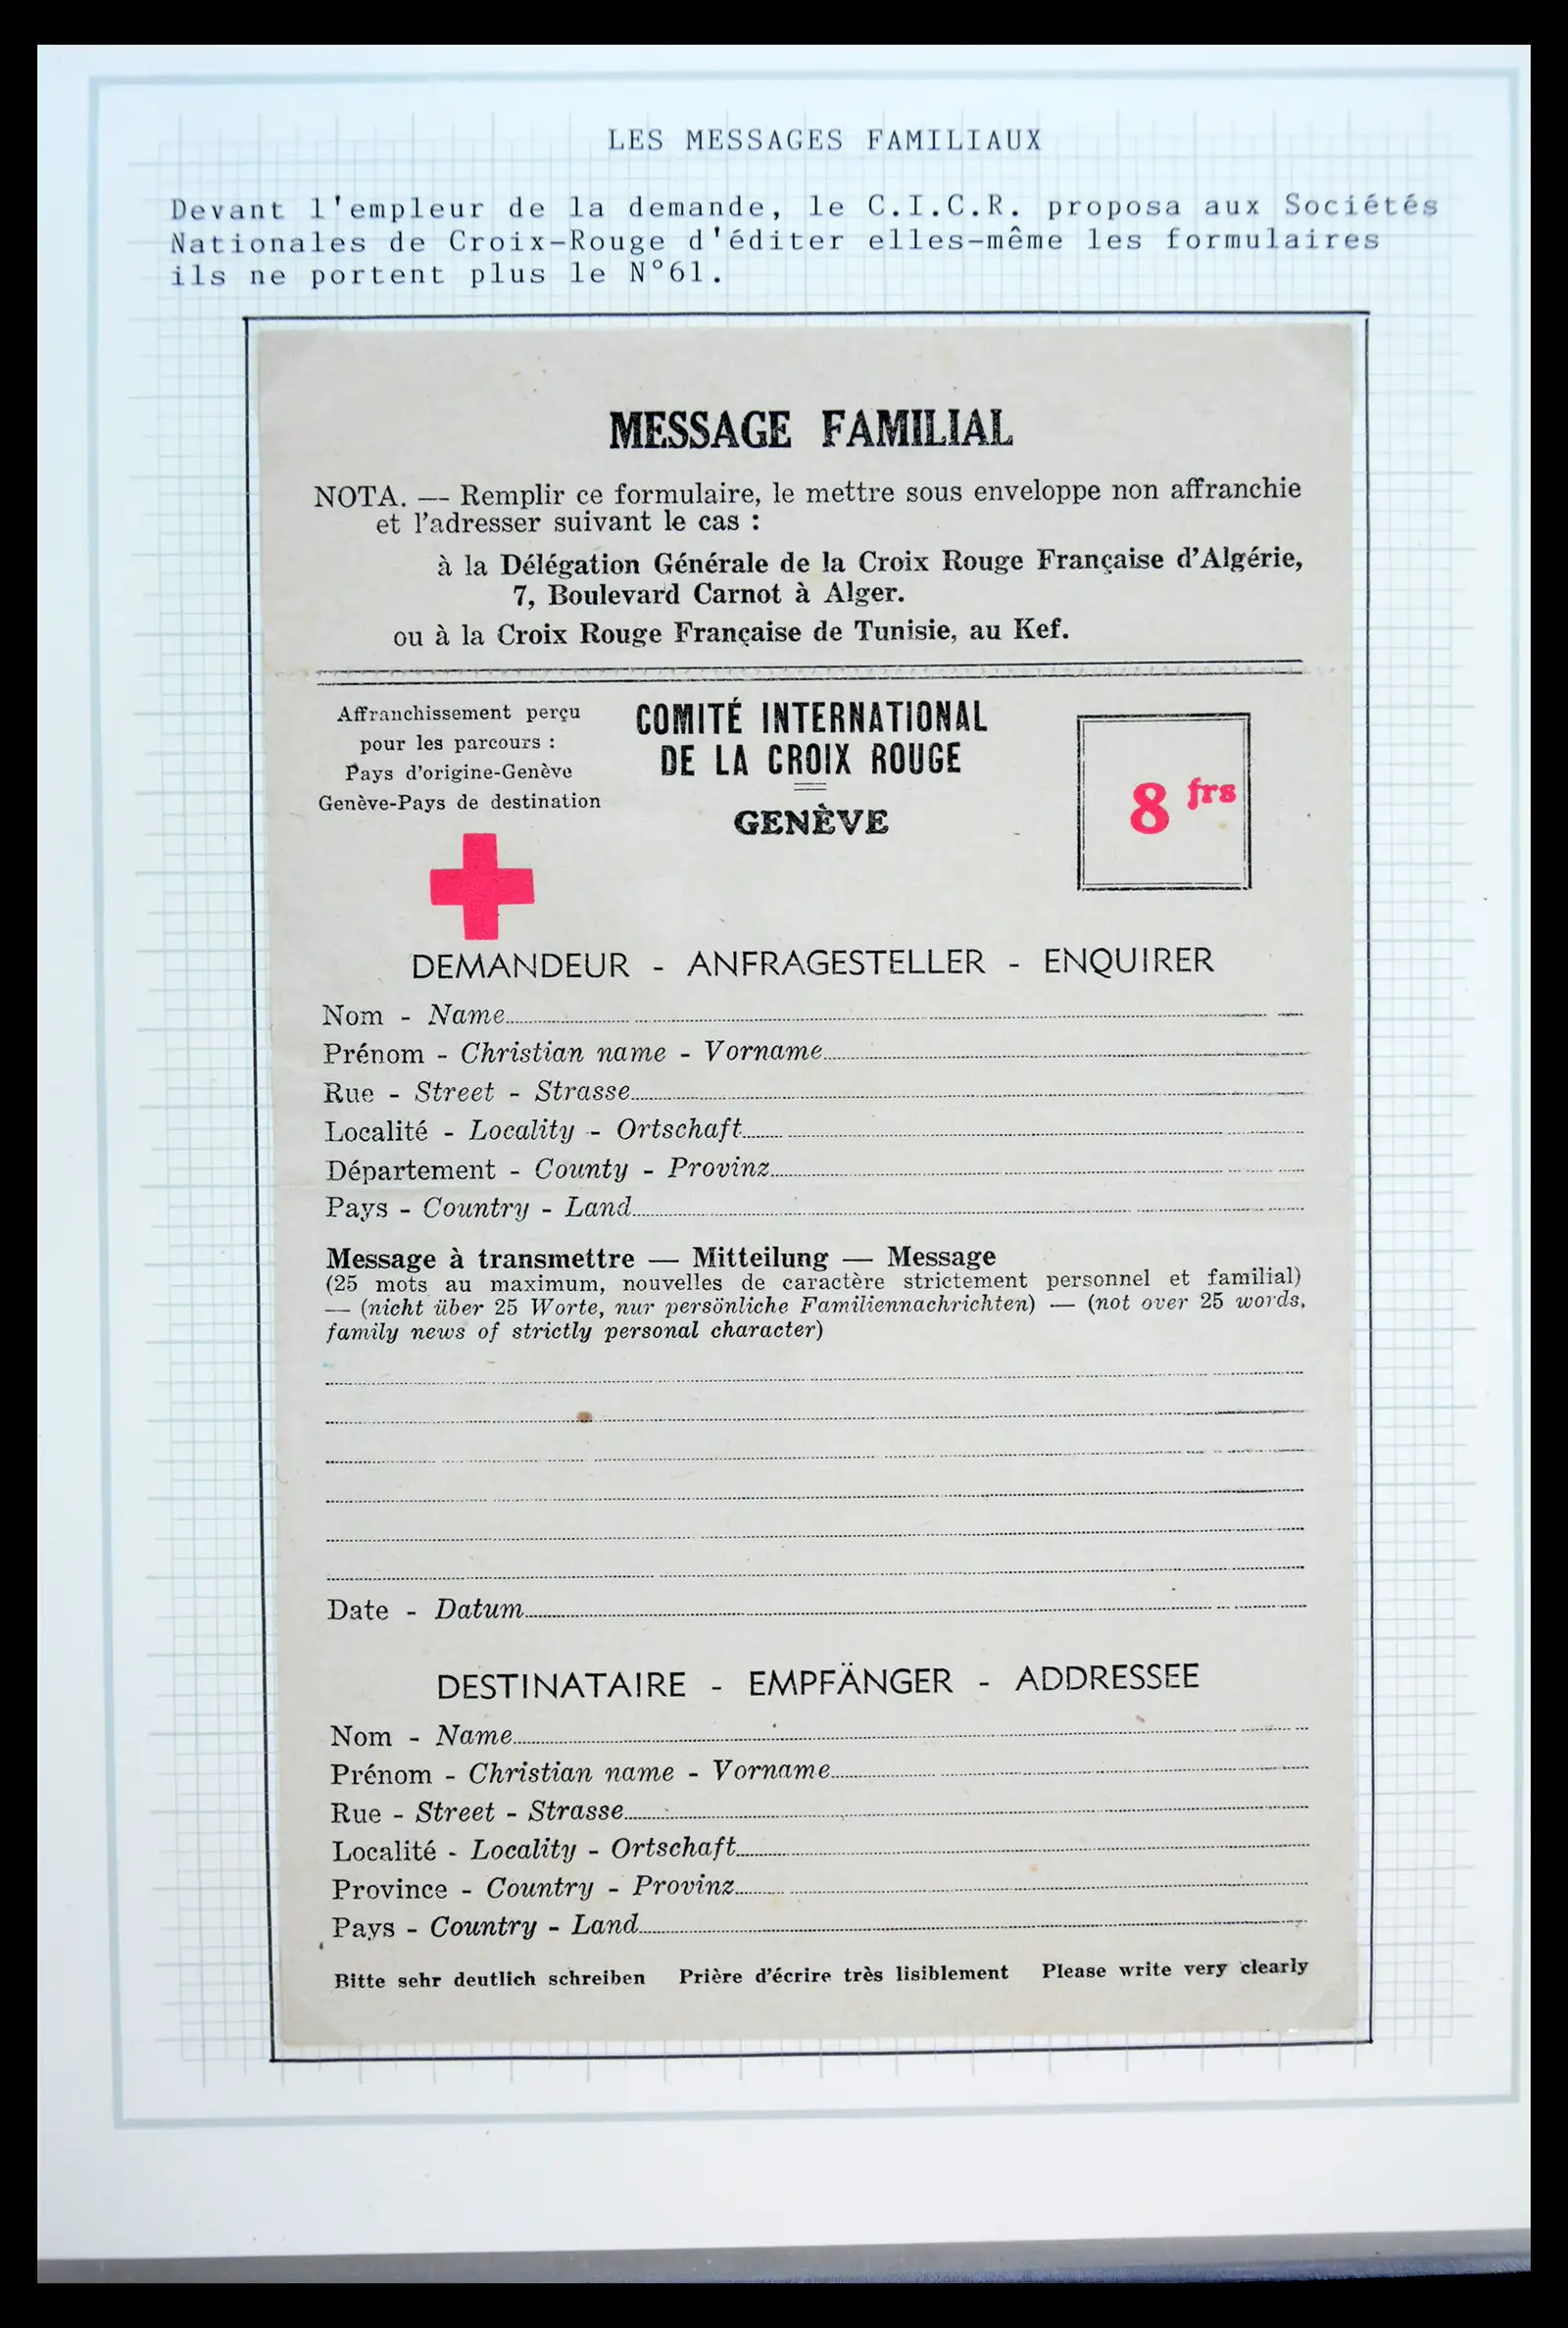 LES MESSAGES FAMILIAUX
Devant l'empleur de la demande, le C.I.C.R. proposa aux Sociétés
Nationales de Croix-Rouge d'éditer elles-même les formulaires
ils ne portent plus le N°61.
MESSAGE FAMILIAL
NOTA. — Remplir ce formulaire, le mettre sous enveloppe non affranchie
et l'adresser suivant le cas :
à la Délégation Générale de la Croix Rouge Française d'Algérie,
7, Boulevard Carnot à Alger.
ou à la Croix Rouge Française de Tunisie, au Kef.
Affranchissement perçu
pour les parcours :
Pays d'origine-Genève
Genève-Pays de destination
COMITÉ INTERNATIONAL
DE LA CROIX ROUGE
GENÈVE
8 frs
DEMANDEUR - ANFRAGESTELLER - ENQUIRER
Nom - Name
Prénom - Christian name - Vorname
Rue - Street - Strasse
Localité - Locality - Ortschaft
Département - County - Provinz
Pays - Country - Land
Message à transmettre — Mitteilung — Message
(25 mots au maximum, nouvelles de caractère strictement personnel et familial)
— (nicht über 25 Worte, nur persönliche Familiennachrichten) — (not over 25 words,
family news of strictly personal character)
Date - Datum
DESTINATAIRE - EMPFÄNGER - ADDRESSEE
Nom - Name
Prénom - Christian name - Vorname
Rue - Street - Strasse
Localité - Locality - Ortschaft
Province - Country - Provinz
Pays - Country - Land
Bitte sehr deutlich schreiben Prière d'écrire très lisiblement Please write very clearly